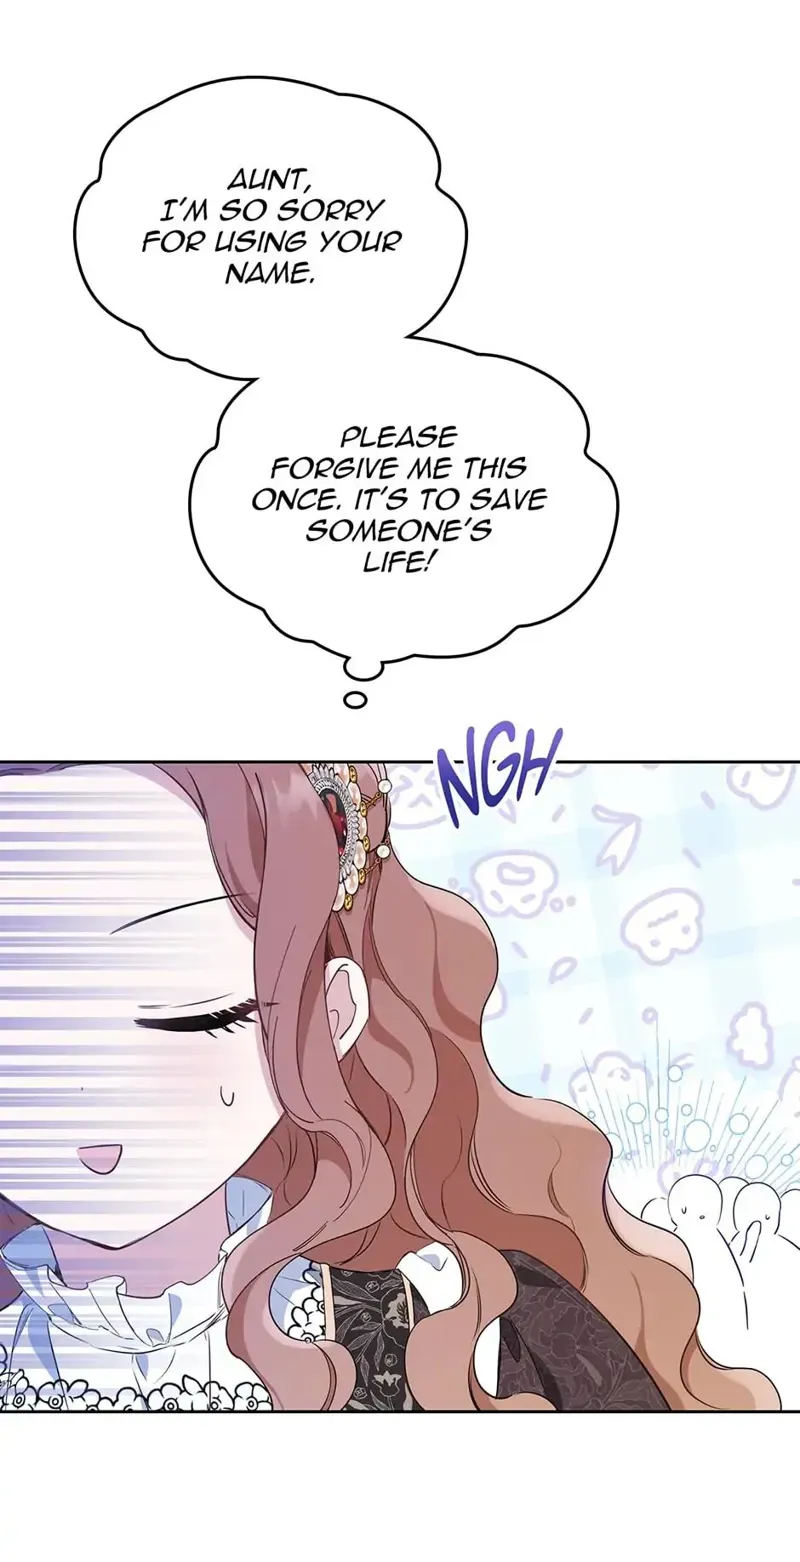 AUNT,
I'M SO SORRY
FOR USING YOUR
NAME.
PLEASE
FORGIVE ME THIS
ONCE. IT'S TO SAVE
SOMEONE'S
LIFE!
NGH